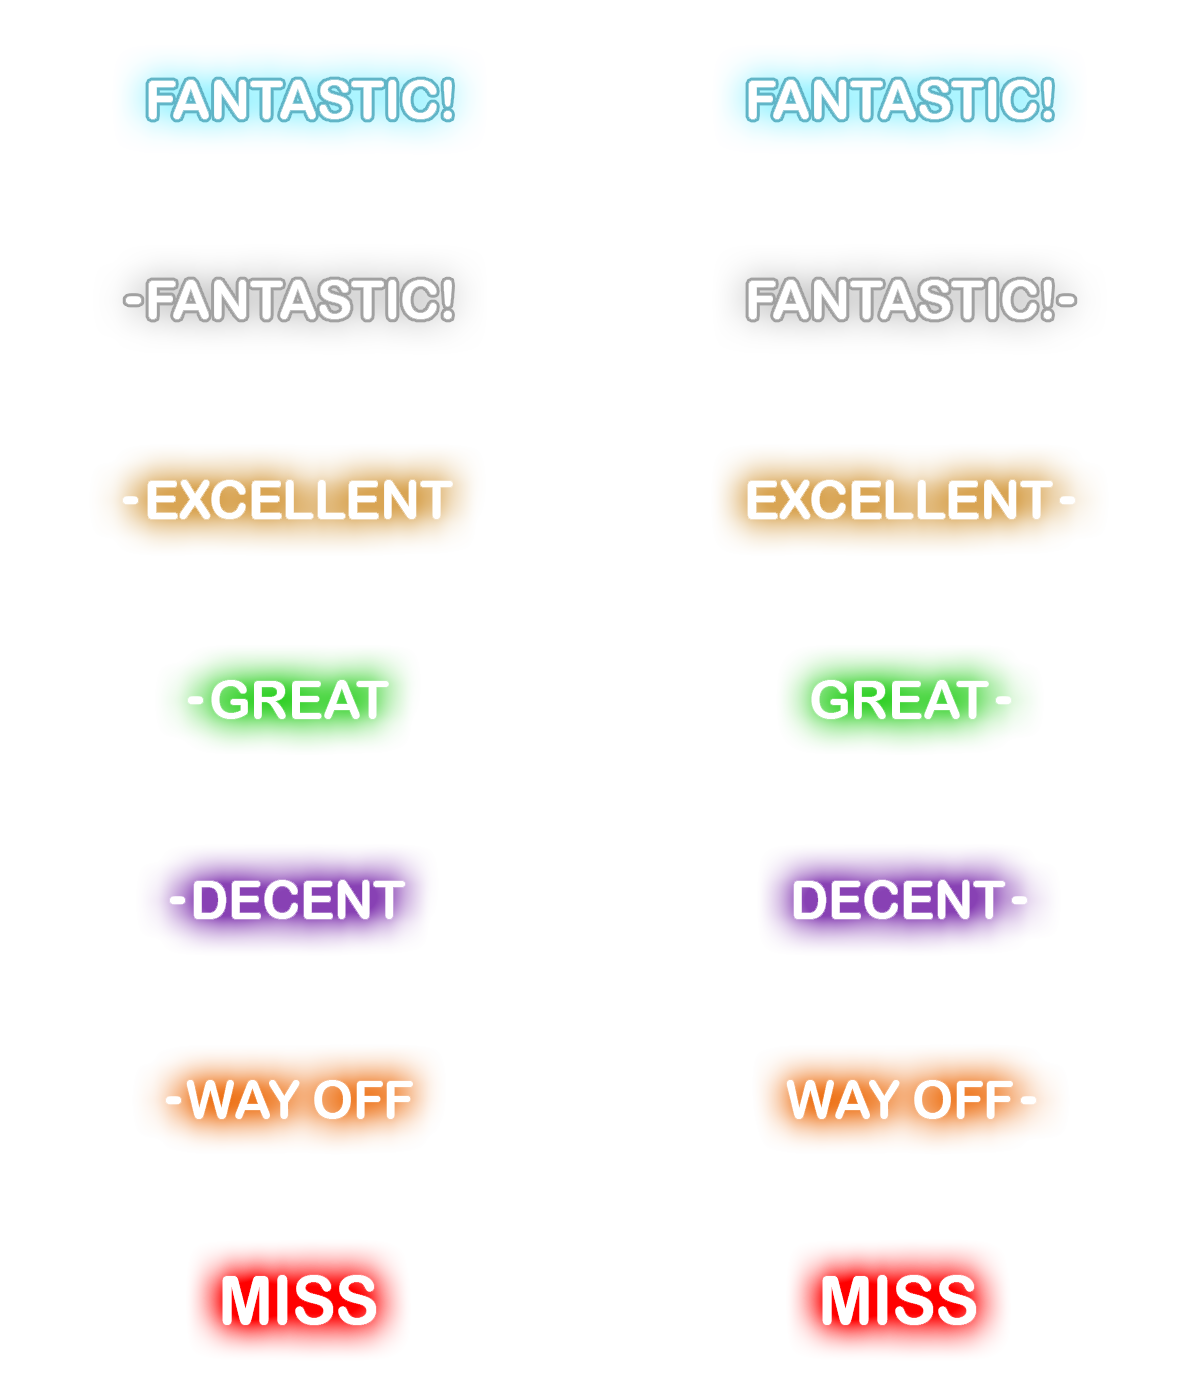 FANTASTIC! FANTASTIC!
-FANTASTIC! FANTASTIC!-
-EXCELLENT EXCELLENT-
-GREAT GREAT-
-DECENT DECENT-
-WAY OFF WAY OFF-
MISS MISS